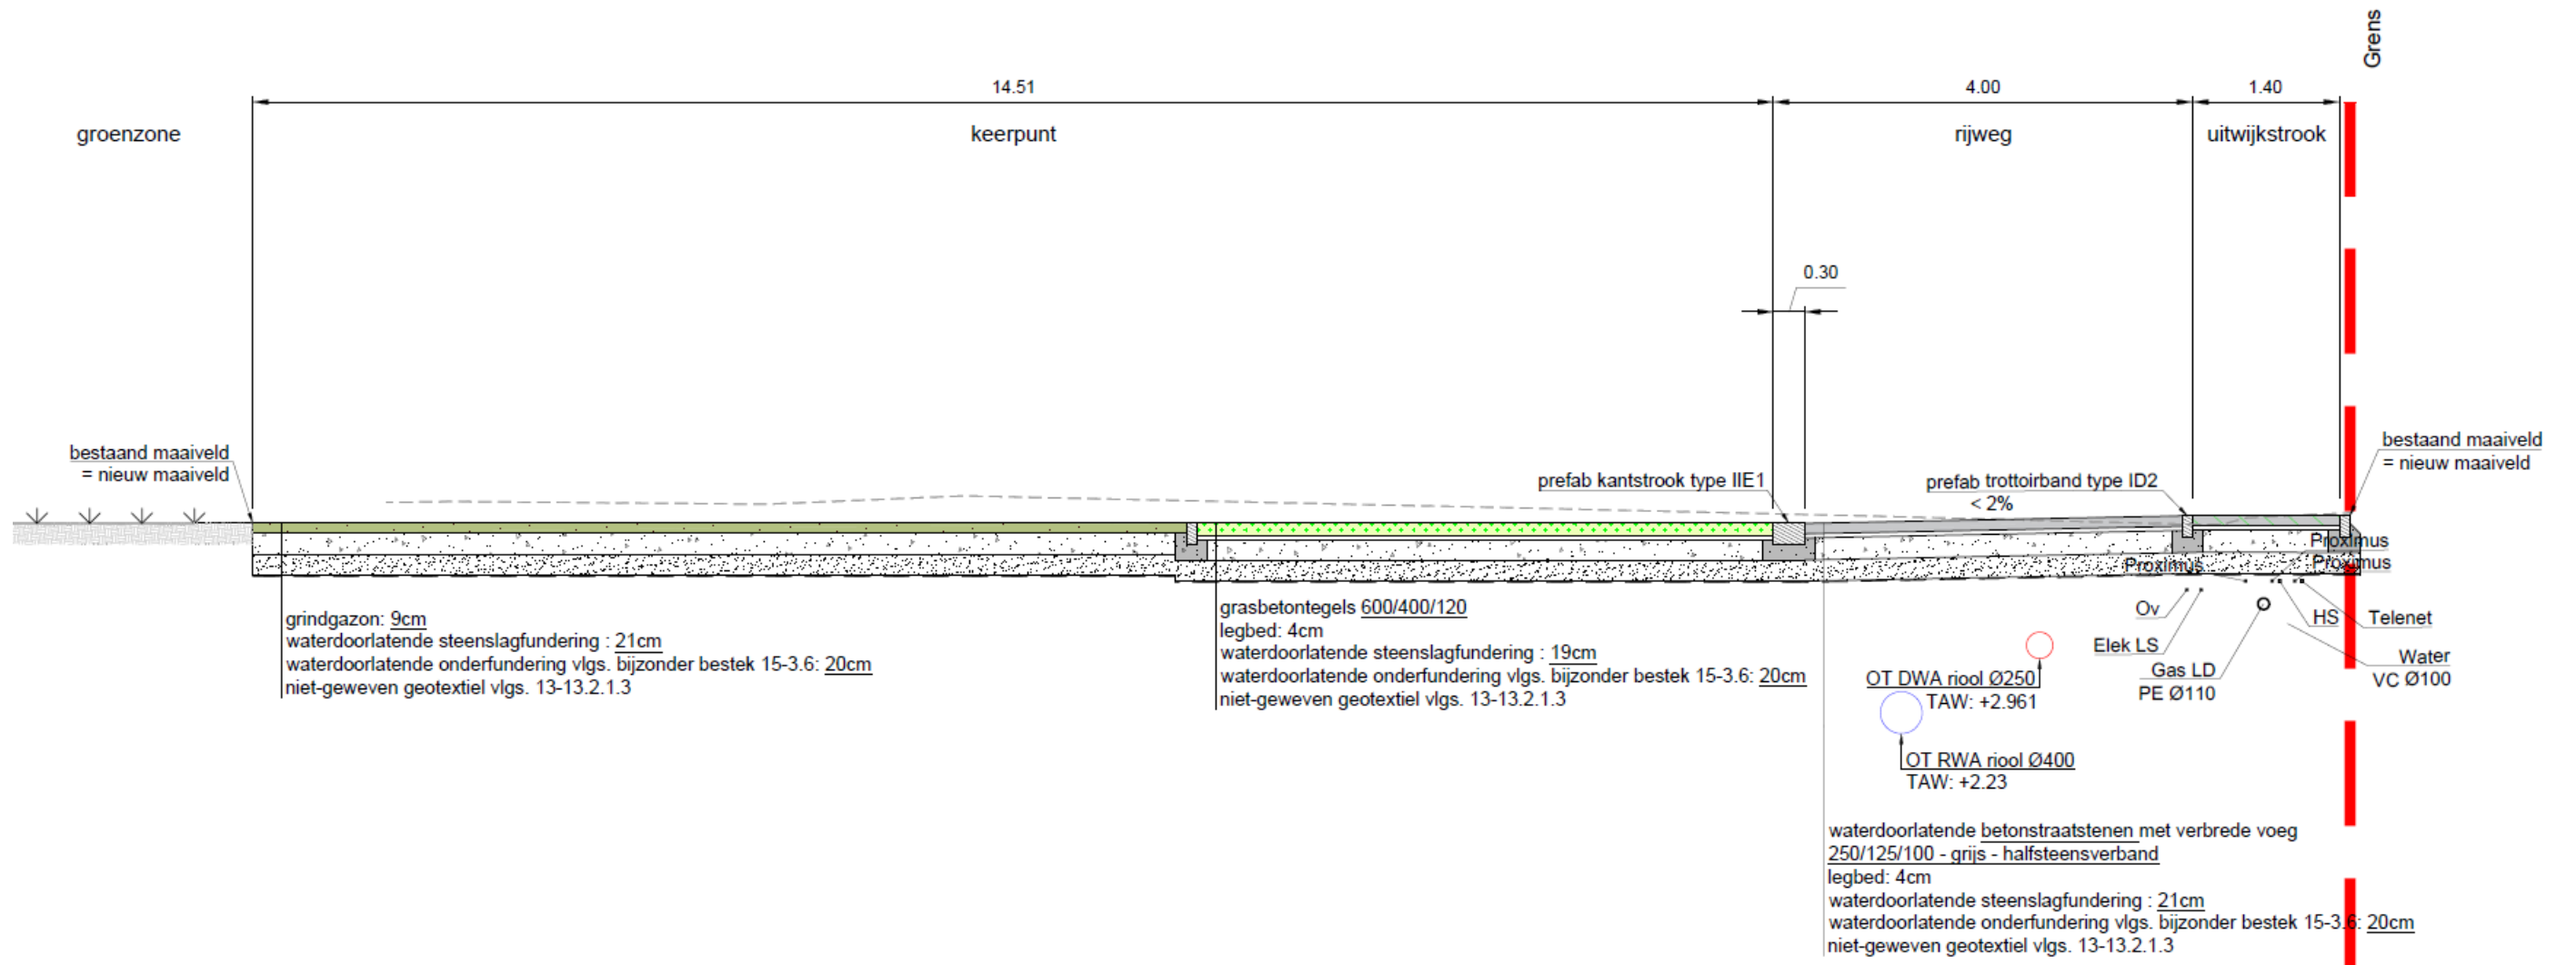 Grens
14.51
4.00
1.40
groenzone
keerpunt
rijweg
uitwijkstrook
0.30
bestaand maaiveld
= nieuw maaiveld
prefab kantstrook type IIE1
prefab trottoirband type ID2
< 2%
bestaand maaiveld
= nieuw maaiveld
Proximus
Proximus
Proximus
Ov
HS
Telenet
Elek LS
Gas LD
PE Ø110
Water
VC Ø100
grindgazon: 9cm
waterdoorlatende steenslagfundering : 21cm
waterdoorlatende onderfundering vlgs. bijzonder bestek 15-3.6: 20cm
niet-geweven geotextiel vlgs. 13-13.2.1.3
grasbetontegels 600/400/120
legbed: 4cm
waterdoorlatende steenslagfundering : 19cm
waterdoorlatende onderfundering vlgs. bijzonder bestek 15-3.6: 20cm
niet-geweven geotextiel vlgs. 13-13.2.1.3
OT DWA riool Ø250
TAW: +2.961
OT RWA riool Ø400
TAW: +2.23
waterdoorlatende betonstraatstenen met verbrede voeg
250/125/100 - grijs - halfsteensverband
legbed: 4cm
waterdoorlatende steenslagfundering : 21cm
waterdoorlatende onderfundering vlgs. bijzonder bestek 15-3.6: 20cm
niet-geweven geotextiel vlgs. 13-13.2.1.3